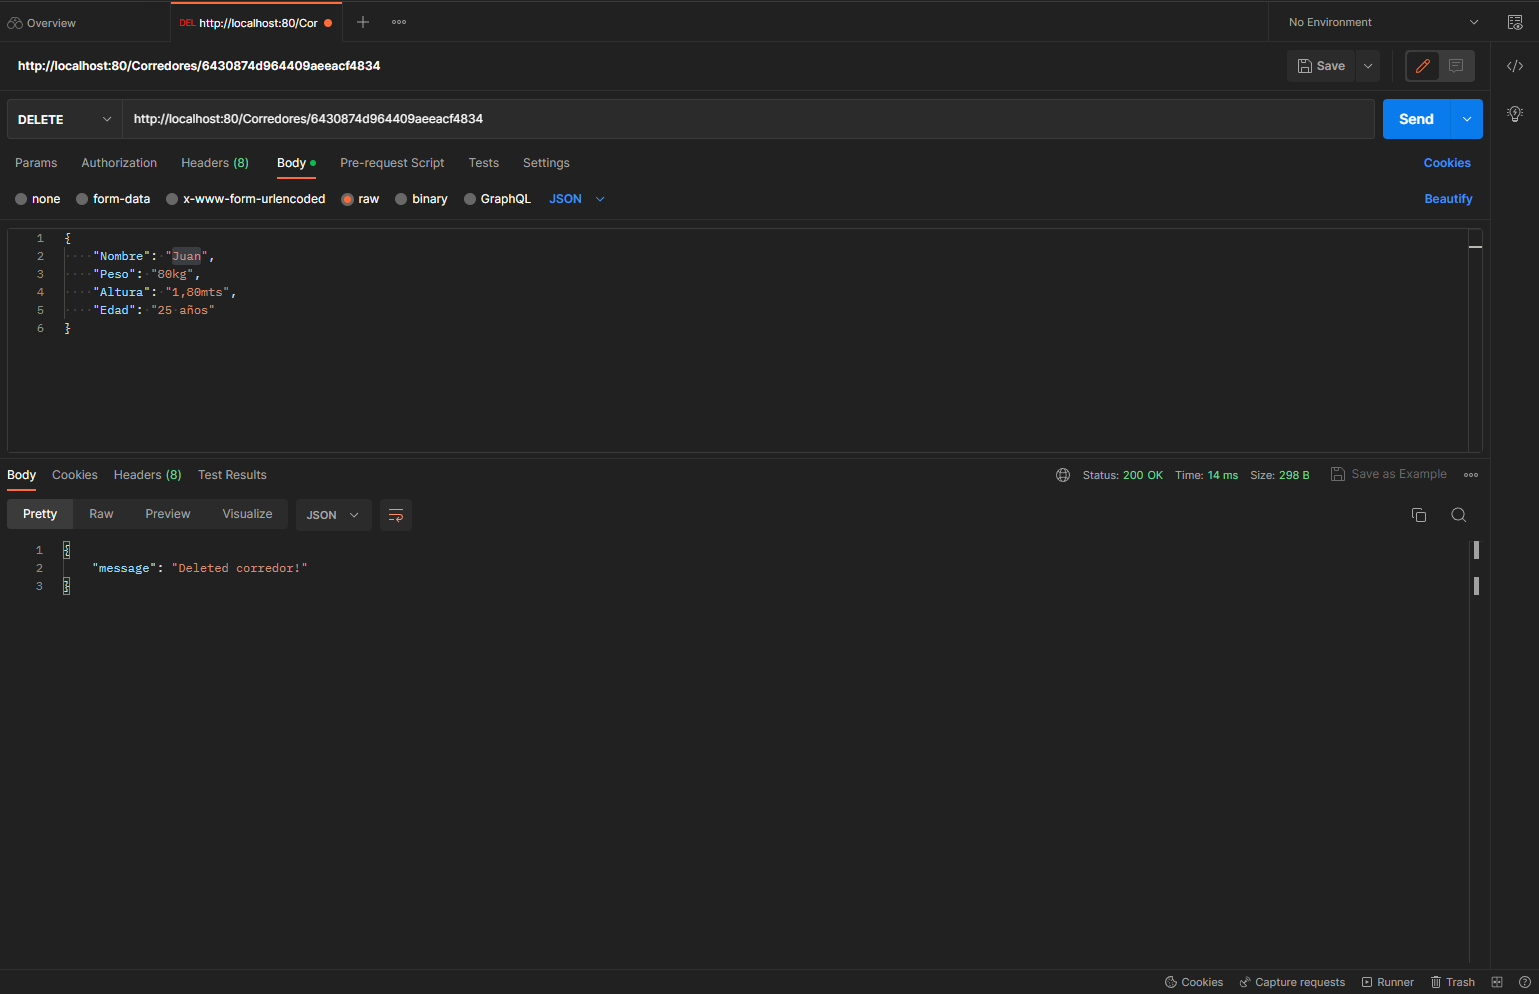 Overview
DEL http://localhost:80/Cor
No Environment
http://localhost:80/Corredores/6430874d964409aeeacf4834
Save
DELETE
http://localhost:80/Corredores/6430874d964409aeeacf4834
Send
Params Authorization Headers (8) Body Pre-request Script Tests Settings
Cookies
none form-data x-www-form-urlencoded raw binary GraphQL JSON
Beautify
1 {
2 "Nombre": "Juan",
3 "Peso": "80kg",
4 "Altura": "1,80mts",
5 "Edad": "25 años"
6 }
Body Cookies Headers (8) Test Results
Status: 200 OK Time: 14 ms Size: 298 B Save as Example
Pretty Raw Preview Visualize JSON
1 {
2 "message": "Deleted corredor!"
3 }
Cookies Capture requests Runner Trash